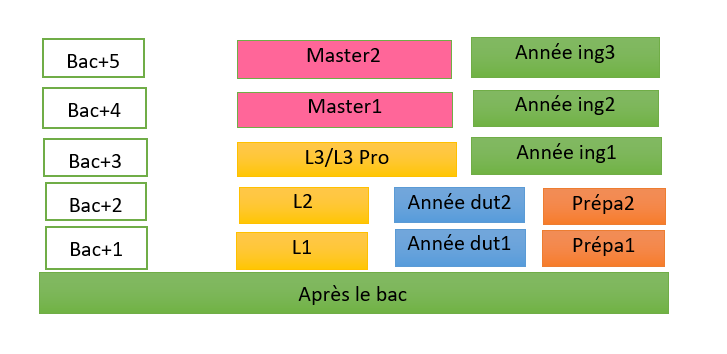 Bac+5
Master2
Année ing3
Bac+4
Master1
Année ing2
Bac+3
L3/L3 Pro
Année ing1
Bac+2
L2
Année dut2
Prépa2
Bac+1
L1
Année dut1
Prépa1
Après le bac